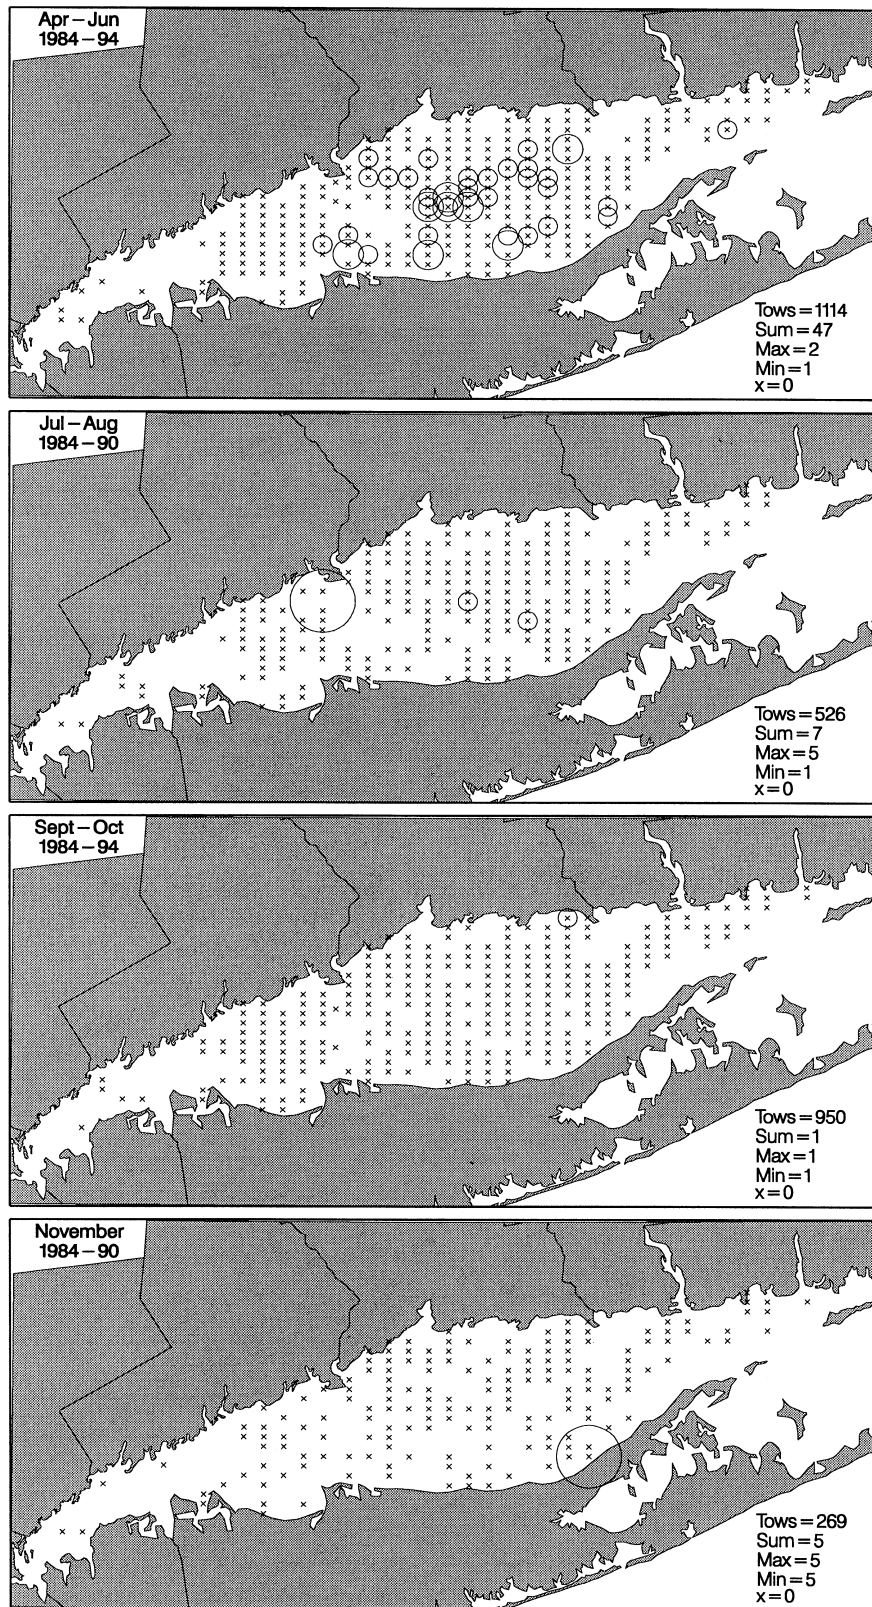 Apr – Jun
1984 – 94
Tows = 1114
Sum = 47
Max = 2
Min = 1
x = 0
Jul – Aug
1984 – 90
Tows = 526
Sum = 7
Max = 5
Min = 1
x = 0
Sept – Oct
1984 – 94
Tows = 950
Sum = 1
Max = 1
Min = 1
x = 0
November
1984 – 90
Tows = 269
Sum = 5
Max = 5
Min = 5
x = 0